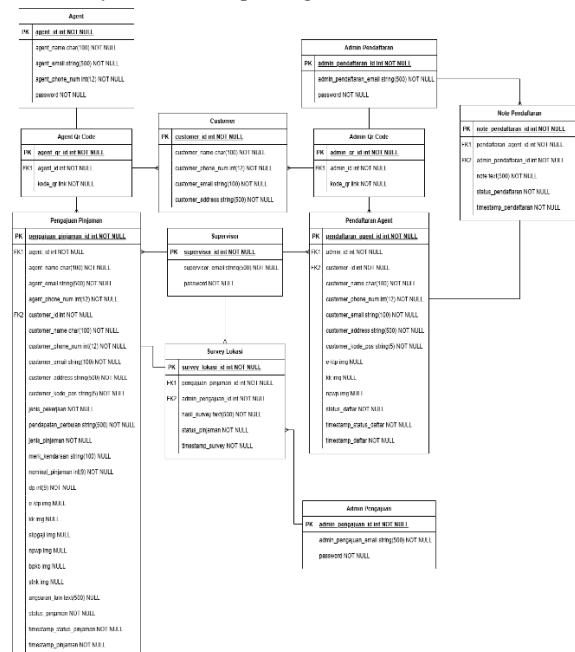 Agent
PK agent_id int NOT NULL
agent_name char(100) NOT NULL
agent_email string(500) NOT NULL
agent_phone_num int(12) NOT NULL
password NOT NULL
Agent Qr Code
PK agent_qr_id int NOT NULL
FK1 agent_id int NOT NULL
kode_qr link NOT NULL
Customer
PK customer_id int NOT NULL
customer_name char(100) NOT NULL
customer_phone_num int(12) NOT NULL
customer_email string(100) NOT NULL
customer_address string(500) NOT NULL
Admin Pendaftaran
PK admin_pendaftaran_id int NOT NULL
admin_pendaftaran_email string(500) NOT NULL
password NOT NULL
Admin Qr Code
PK admin_qr_id int NOT NULL
FK1 admin_id int NOT NULL
kode_qr link NOT NULL
Note Pendaftaran
PK note_pendaftaran_id int NOT NULL
FK1 pendaftaran_agent_id int NOT NULL
FK2 admin_pendaftaran_id int NOT NULL
note text(500) NOT NULL
status_pendaftaran NOT NULL
timestamp_pendaftaran NOT NULL
Pengajuan Pinjaman
PK pengajuan_pinjaman_id int NOT NULL
FK1 agent_id int NOT NULL
agent_name char(100) NOT NULL
agent_email string(500) NOT NULL
agent_phone_num int(12) NOT NULL
FK2 customer_id int NOT NULL
customer_name char(100) NOT NULL
customer_phone_num int(12) NOT NULL
customer_email string(100) NOT NULL
customer_address string(500) NOT NULL
customer_kode_pos string(5) NOT NULL
jenis_pekerjaan NOT NULL
pendapatan_perbulan string(500) NOT NULL
jenis_pinjaman NOT NULL
merk_kendaraan string(100) NOT NULL
nominal_pinjaman int(9) NOT NULL
dp int(9) NOT NULL
e-ktp img NULL
kk img NULL
slipgaji img NULL
npwp img NULL
bpkb img NULL
stnk img NULL
angsuran_lain text(500) NOT NULL
status_pinjaman NOT NULL
timestamp_status_pinjaman NOT NULL
timestamp_pinjaman NOT NULL
Supervisor
PK supervisor_id int NOT NULL
supervisor_email string(500) NOT NULL
password NOT NULL
Pendaftaran Agent
PK pendaftaran_agent_id int NOT NULL
FK1 admin_id int NOT NULL
FK2 customer_id int NOT NULL
customer_name char(100) NOT NULL
customer_phone_num int(12) NOT NULL
customer_email string(100) NOT NULL
customer_address string(500) NOT NULL
customer_kode_pos string(5) NOT NULL
e-ktp img NULL
kk img NULL
npwp img NULL
status_daftar NOT NULL
timestamp_status_daftar NOT NULL
timestamp_daftar NOT NULL
Survey Lokasi
PK survey_lokasi_id int NOT NULL
FK1 pengajuan_pinjaman_id int NOT NULL
FK2 admin_pengajuan_id int NOT NULL
hasil_survey text(500) NOT NULL
status_pinjaman NOT NULL
timestamp_survey NOT NULL
Admin Pengajuan
PK admin_pengajuan_id int NOT NULL
admin_pengajuan_email string(500) NOT NULL
password NOT NULL